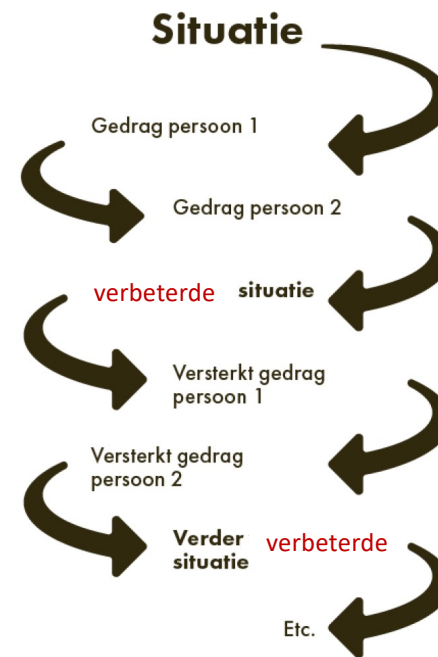 Situatie
Gedrag persoon 1
Gedrag persoon 2
verbeterde situatie
Versterkt gedrag
persoon 1
Versterkt gedrag
persoon 2
Verder verbeterde
situatie
Etc.